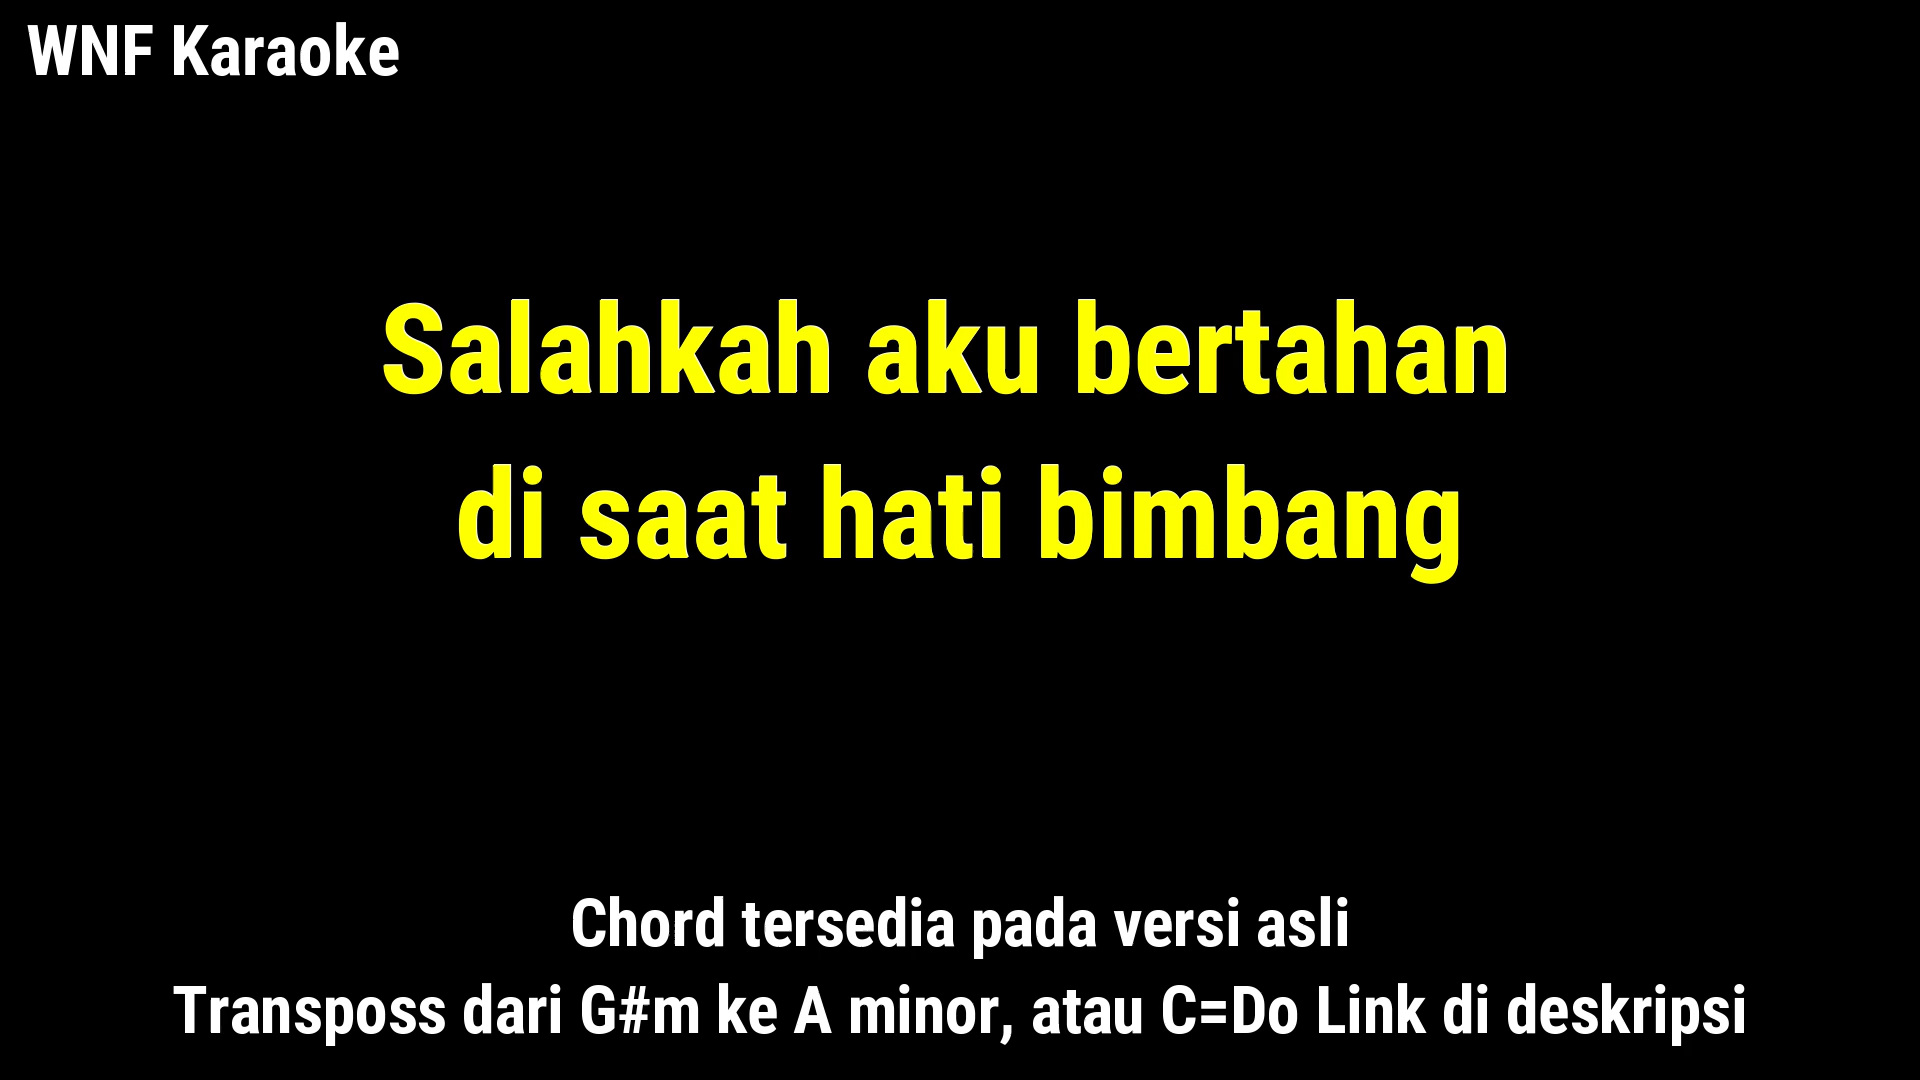 WNF Karaoke
Salahkah aku bertahan
di saat hati bimbang
Chord tersedia pada versi asli
Transposs dari G#m ke A minor, atau C=Do Link di deskripsi